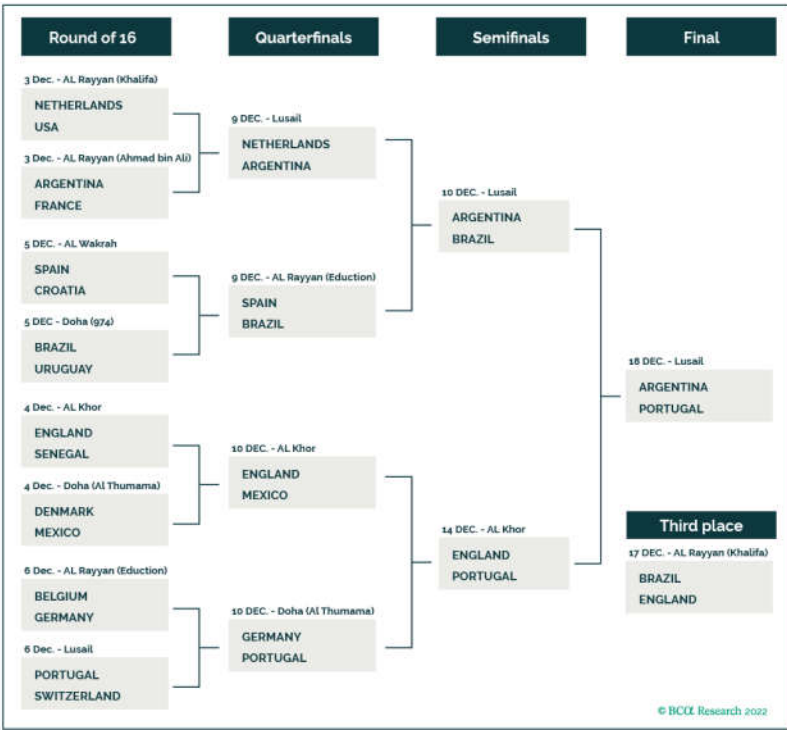 Round of 16
3 Dec. - AL Rayyan (Khalifa)
NETHERLANDS
USA
3 Dec. - AL Rayyan (Ahmad bin Ali)
ARGENTINA
FRANCE
5 DEC. - AL Wakrah
SPAIN
CROATIA
5 DEC - Doha (974)
BRAZIL
URUGUAY
4 Dec. - AL Khor
ENGLAND
SENEGAL
4 Dec. - Doha (Al Thumama)
DENMARK
MEXICO
6 Dec. - AL Rayyan (Eduction)
BELGIUM
GERMANY
6 Dec. - Lusail
PORTUGAL
SWITZERLAND
Quarterfinals
9 DEC. - Lusail
NETHERLANDS
ARGENTINA
9 DEC. - AL Rayyan (Eduction)
SPAIN
BRAZIL
10 DEC. - AL Khor
ENGLAND
MEXICO
10 DEC. - Doha (Al Thumama)
GERMANY
PORTUGAL
Semifinals
10 DEC. - Lusail
ARGENTINA
BRAZIL
14 DEC. - AL Khor
ENGLAND
PORTUGAL
Final
18 DEC. - Lusail
ARGENTINA
PORTUGAL
Third place
17 DEC. - AL Rayyan (Khalifa)
BRAZIL
ENGLAND
© BCα Research 2022